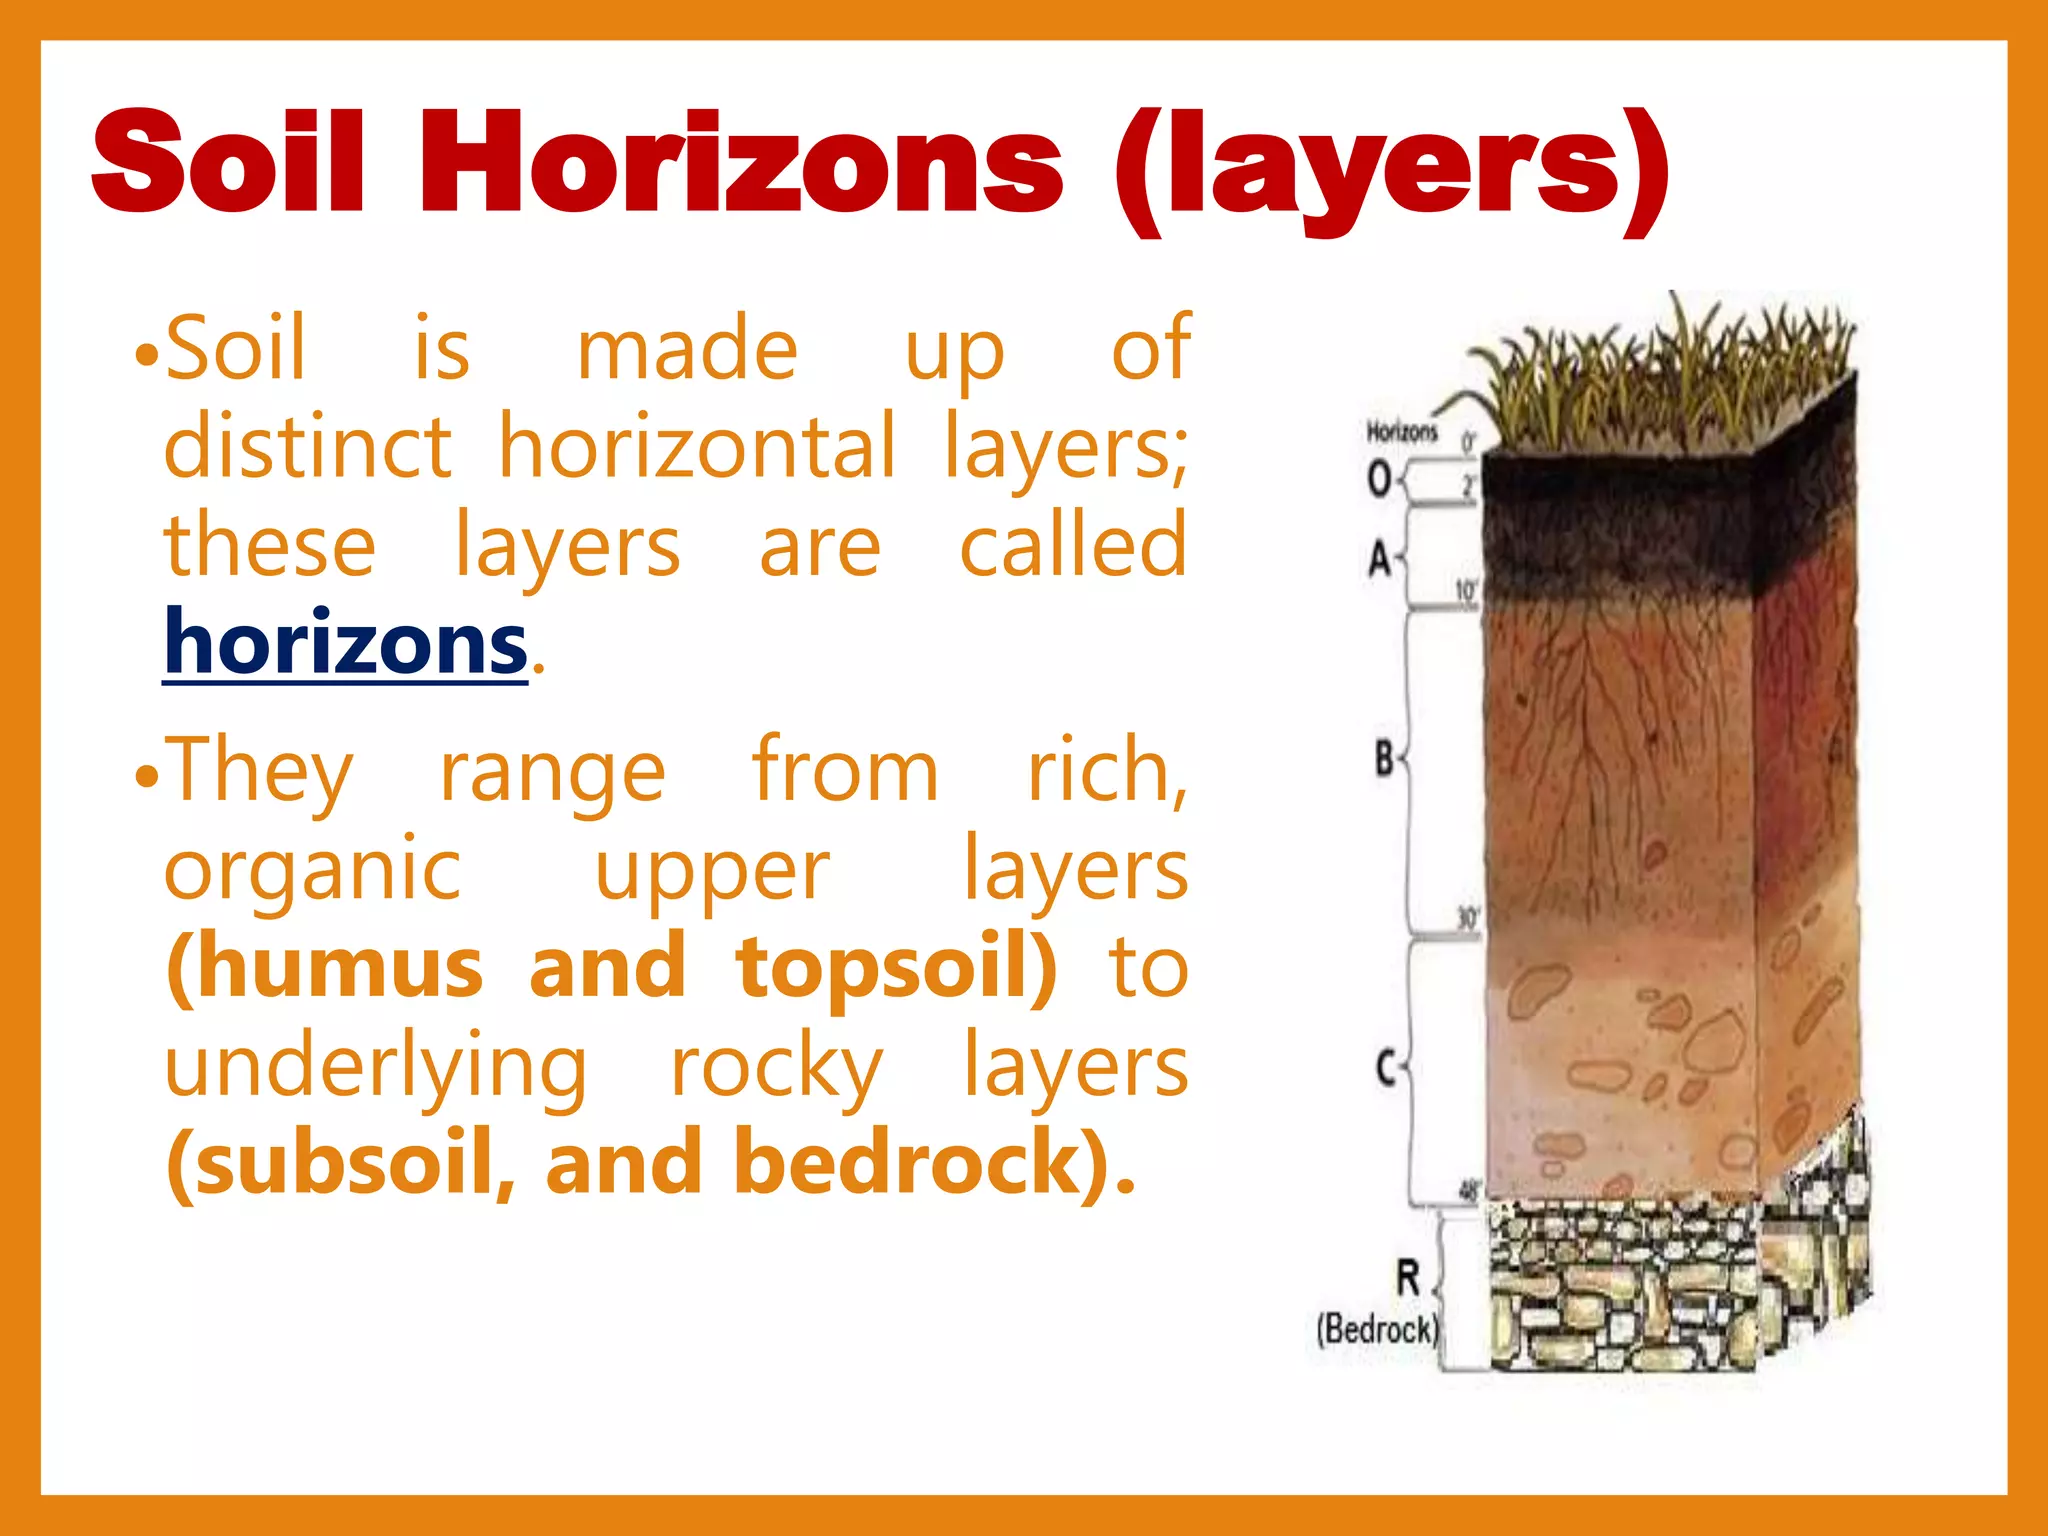 Soil Horizons (layers)
•Soil is made up of
distinct horizontal layers;
these layers are called
horizons.
•They range from rich,
organic upper layers
(humus and topsoil) to
underlying rocky layers
(subsoil, and bedrock).
Horizons 0"
O 2"
A
10"
B
30"
C
48"
R
(Bedrock)